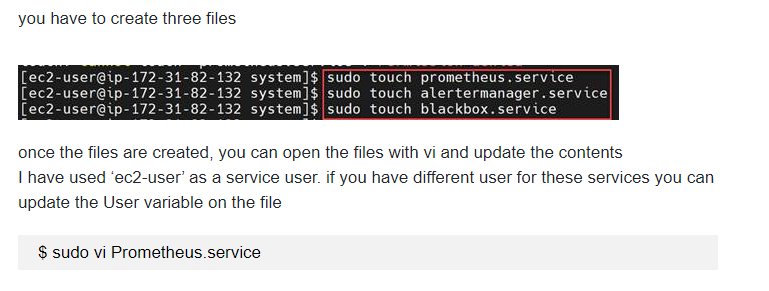 you have to create three files
[ec2-user@ip-172-31-82-132 system]$ sudo touch prometheus.service
[ec2-user@ip-172-31-82-132 system]$ sudo touch alertermanager.service
[ec2-user@ip-172-31-82-132 system]$ sudo touch blackbox.service
once the files are created, you can open the files with vi and update the contents
I have used ‘ec2-user’ as a service user. if you have different user for these services you can
update the User variable on the file
$ sudo vi Prometheus.service